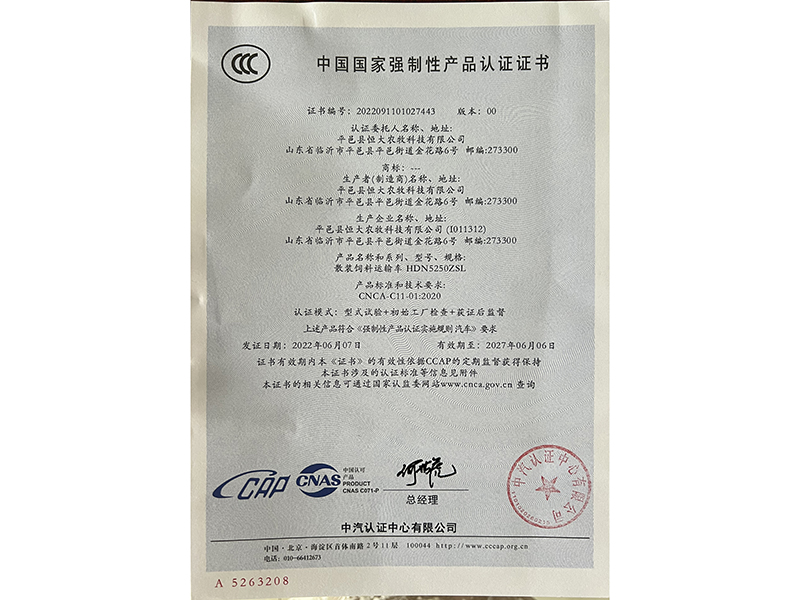 CCC
中国国家强制性产品认证证书
证书编号：2022091101027443 版本：00
认证委托人名称、地址:
平邑县恒大农牧科技有限公司
山东省临沂市平邑县平邑街道金花路6号 邮编:273300
商标: ---
生产者(制造商)名称、地址:
平邑县恒大农牧科技有限公司
山东省临沂市平邑县平邑街道金花路6号 邮编:273300
生产企业名称、地址:
平邑县恒大农牧科技有限公司 (I011312)
山东省临沂市平邑县平邑街道金花路6号 邮编:273300
产品名称和系列、型号、规格:
散装饲料运输车 HDN5250ZSL
产品标准和技术要求:
CNCA-C11-01:2020
认证模式：型式试验+初始工厂检查+获证后监督
上述产品符合《强制性产品认证实施规则 汽车》要求
发证日期：2022年06月07日 有效期至：2027年06月06日
证书有效期内本《证书》的有效性依据CCAP的定期监督获得保持
本证书涉及的认证标准等信息见附件
本证书的相关信息可通过国家认监委网站www.cnca.gov.cn 查询
CCAP
CNAS
中国认可
产品
PRODUCT
CNAS C071-P
总经理
中汽认证中心有限公司
中汽认证中心有限公司
中国・北京・海淀区首体南路2号11层 100044 http://www.cccap.org.cn
电话：010-66412673
A 5263208